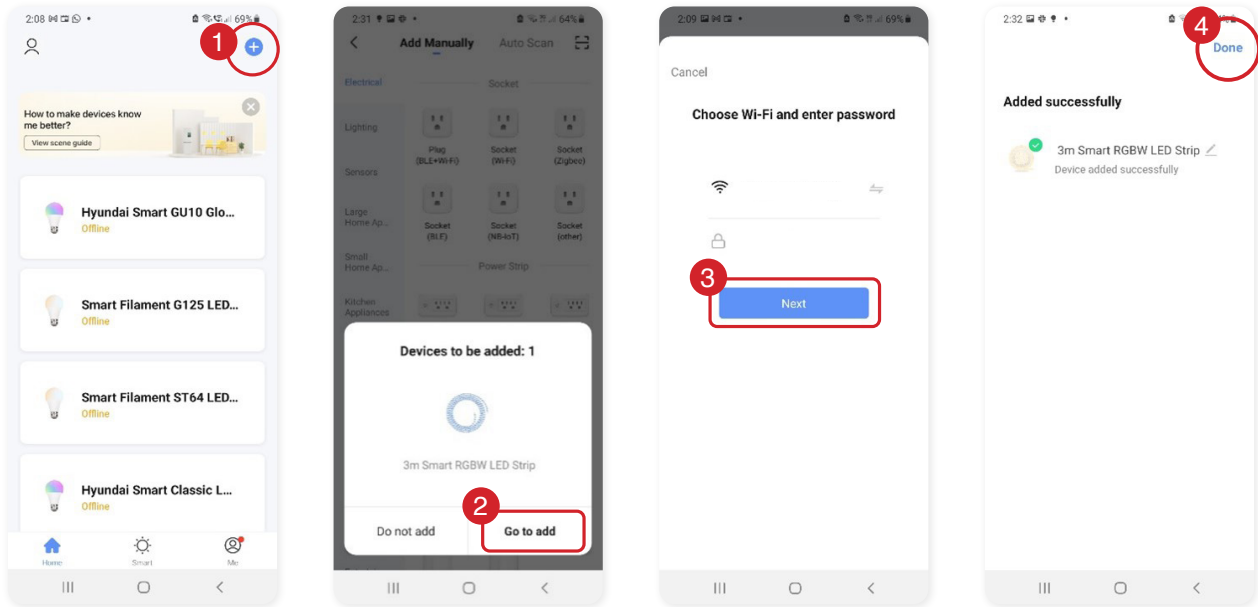 2:08
69%
1
How to make devices know
me better?
View scene guide
Hyundai Smart GU10 Glo...
Offline
Smart Filament G125 LED...
Offline
Smart Filament ST64 LED...
Offline
Hyundai Smart Classic L...
Offline
Home
Smart
Me
2:31
64%
Add Manually
Auto Scan
Electrical
Lighting
Sensors
Large
Home Ap...
Small
Home Ap...
Kitchen
Appliances
Socket
Plug
(BLE+Wi-Fi)
Socket
(Wi-Fi)
Socket
(Zigbee)
Socket
(BLE)
Socket
(NB-IoT)
Socket
(other)
Power Strip
Devices to be added: 1
3m Smart RGBW LED Strip
2
Do not add
Go to add
2:09
69%
Cancel
Choose Wi-Fi and enter password
3
Next
2:32
4
Done
Added successfully
3m Smart RGBW LED Strip
Device added successfully